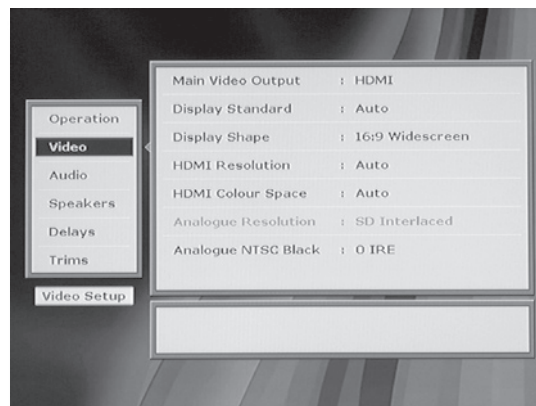 Operation
Video
Audio
Speakers
Delays
Trims
Video Setup
Main Video Output : HDMI
Display Standard : Auto
Display Shape : 16:9 Widescreen
HDMI Resolution : Auto
HDMI Colour Space : Auto
Analogue Resolution : SD Interlaced
Analogue NTSC Black : 0 IRE